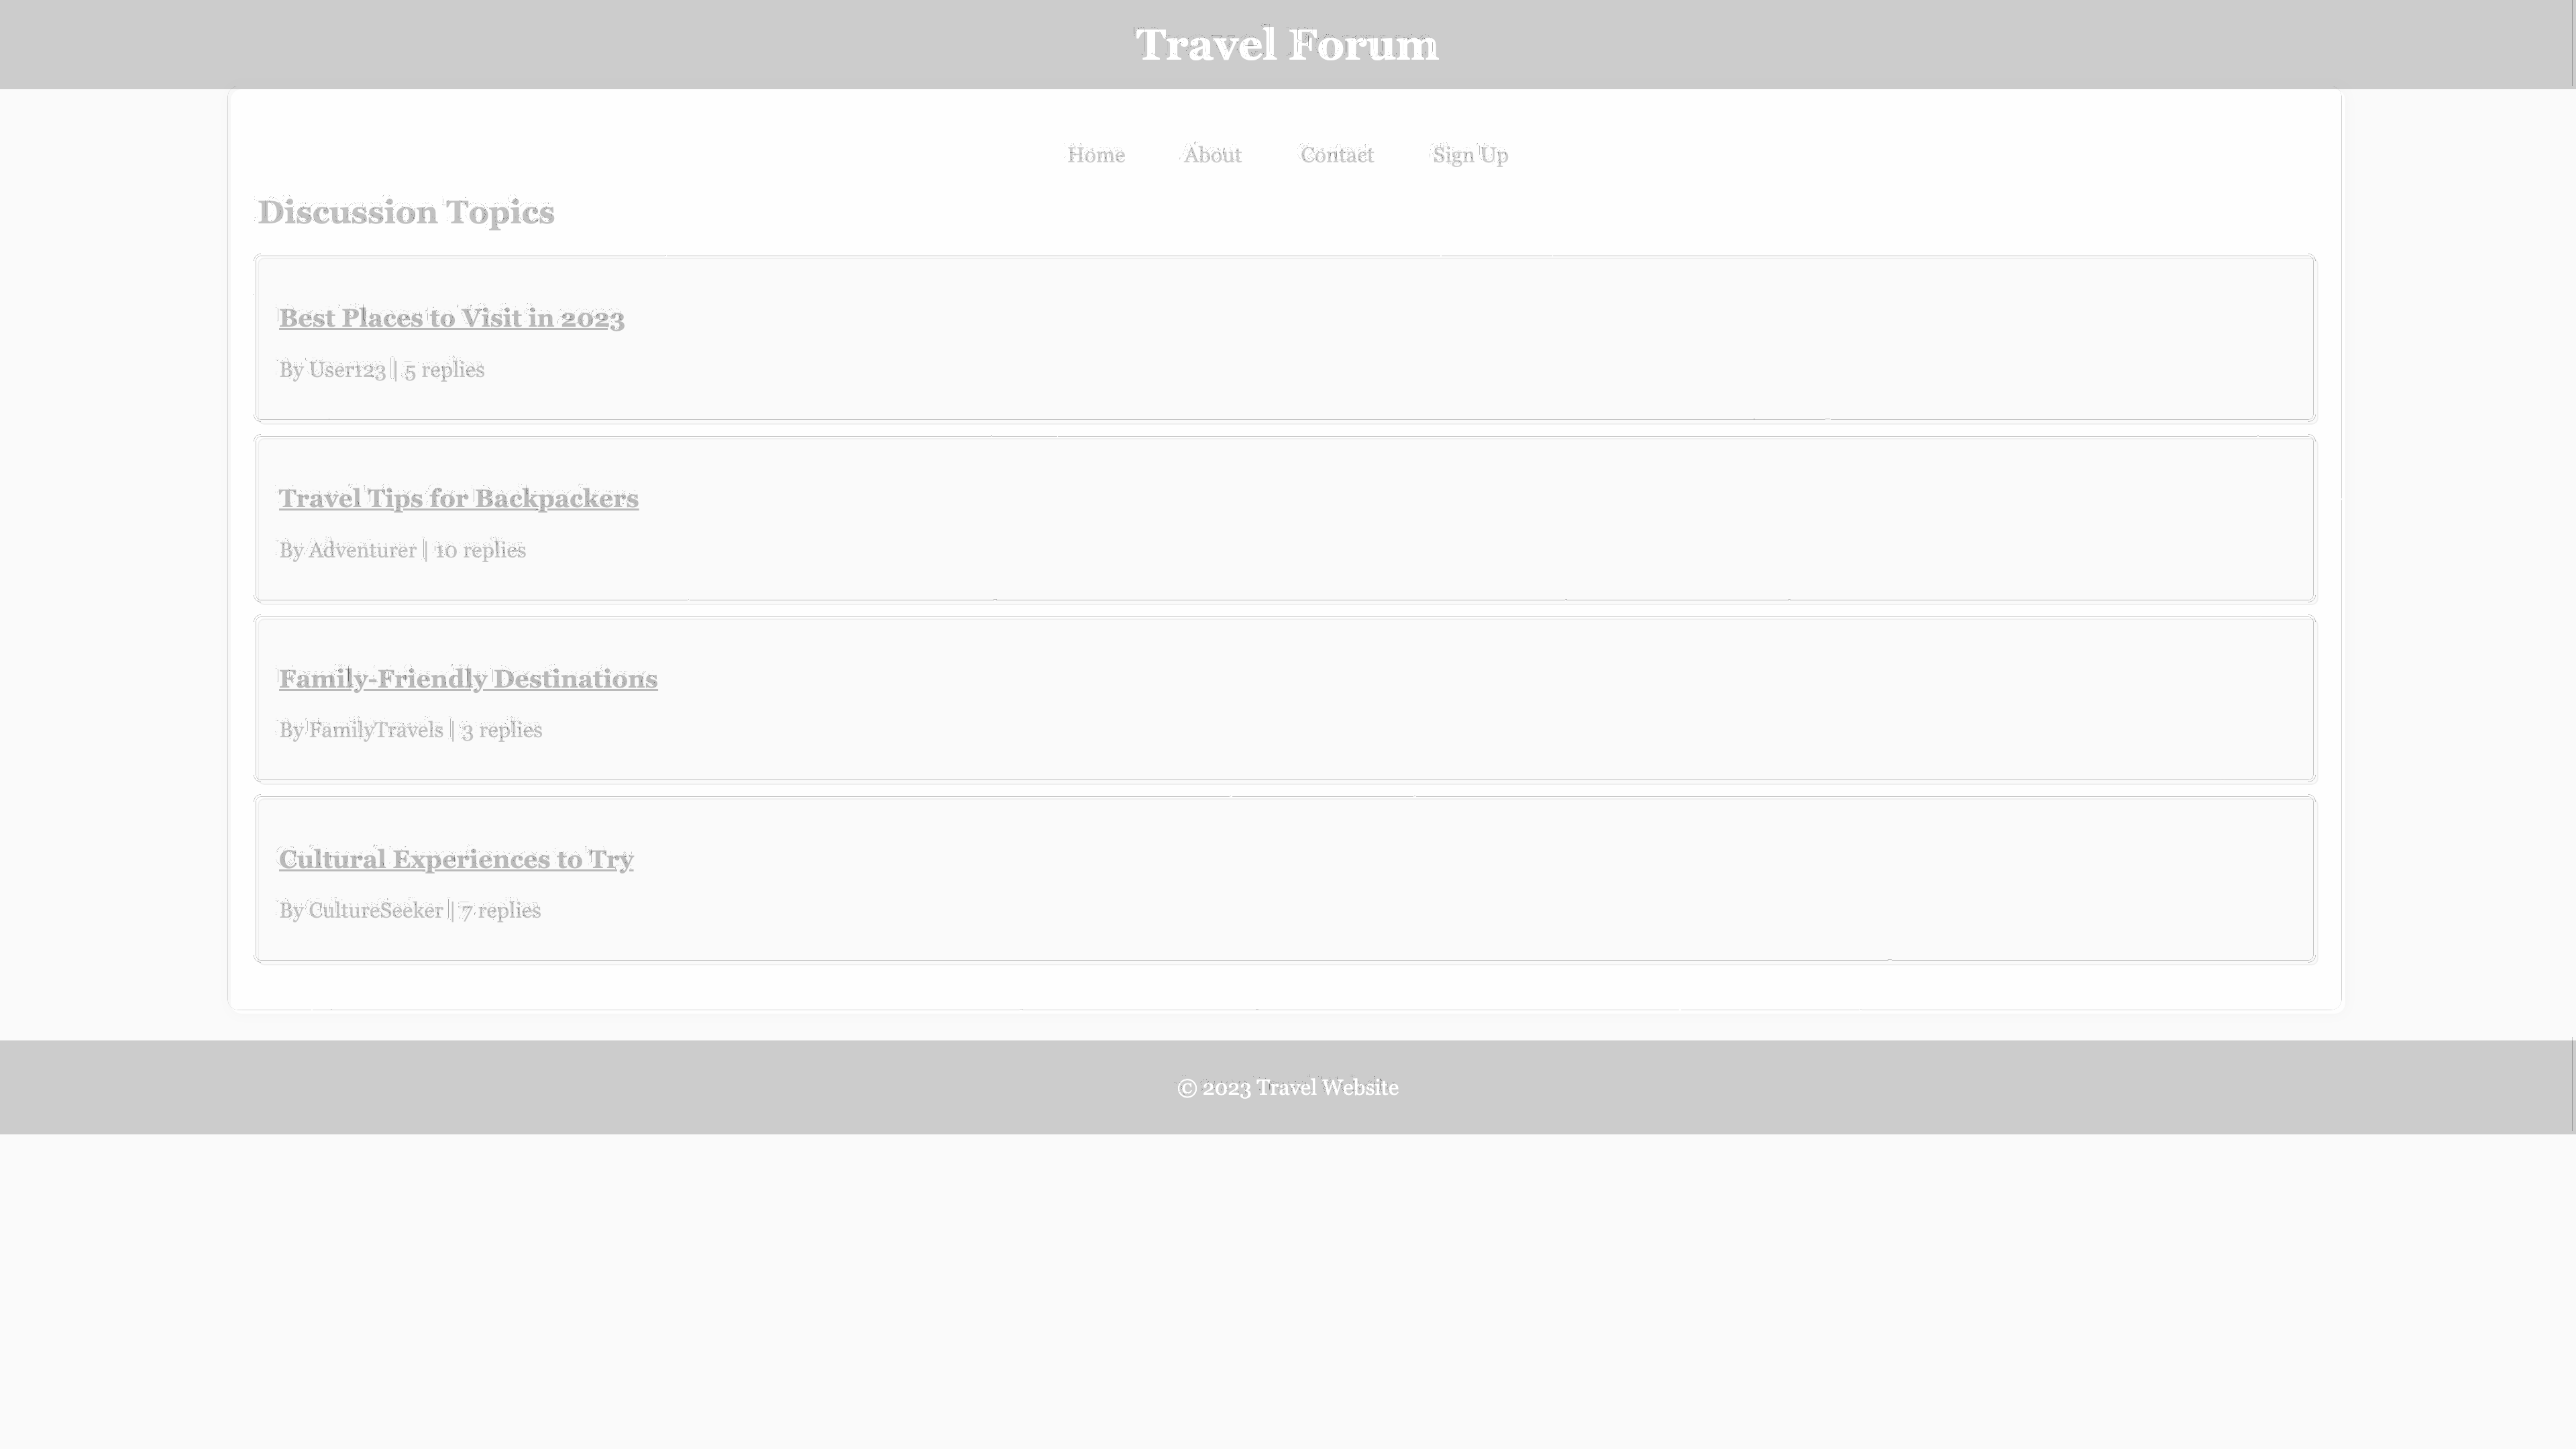 Travel Forum
Home About Contact Sign Up
Discussion Topics
Best Places to Visit in 2023
By User123 | 5 replies
Travel Tips for Backpackers
By Adventurer | 10 replies
Family-Friendly Destinations
By FamilyTravels | 3 replies
Cultural Experiences to Try
By CultureSeeker | 7 replies
© 2023 Travel Website